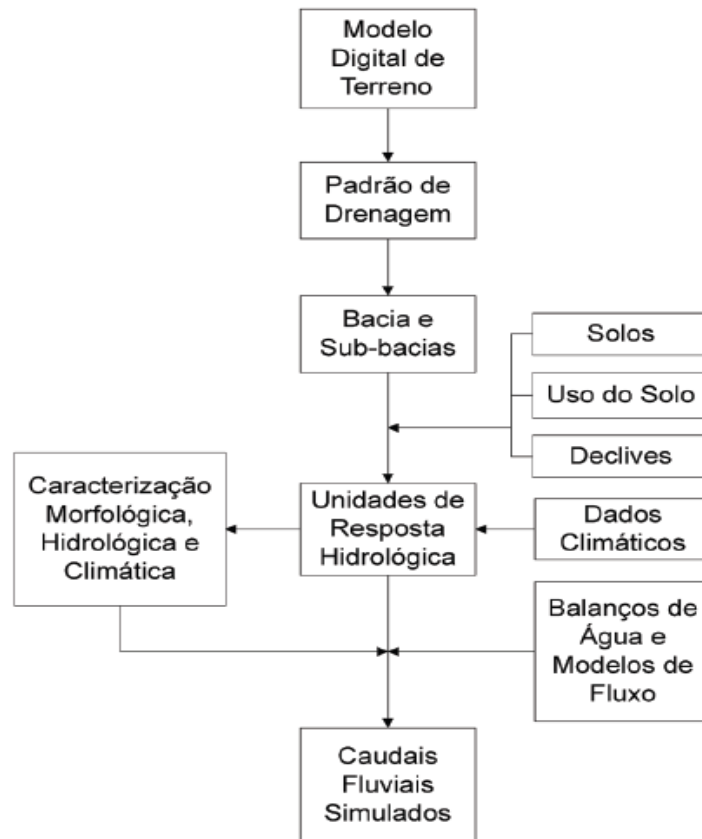 Modelo
Digital de
Terreno
Padrão de
Drenagem
Bacia e
Sub-bacias
Solos
Uso do Solo
Declives
Caracterização
Morfológica,
Hidrológica e
Climática
Unidades de
Resposta
Hidrológica
Dados
Climáticos
Balanços de
Água e
Modelos de
Fluxo
Caudais
Fluviais
Simulados